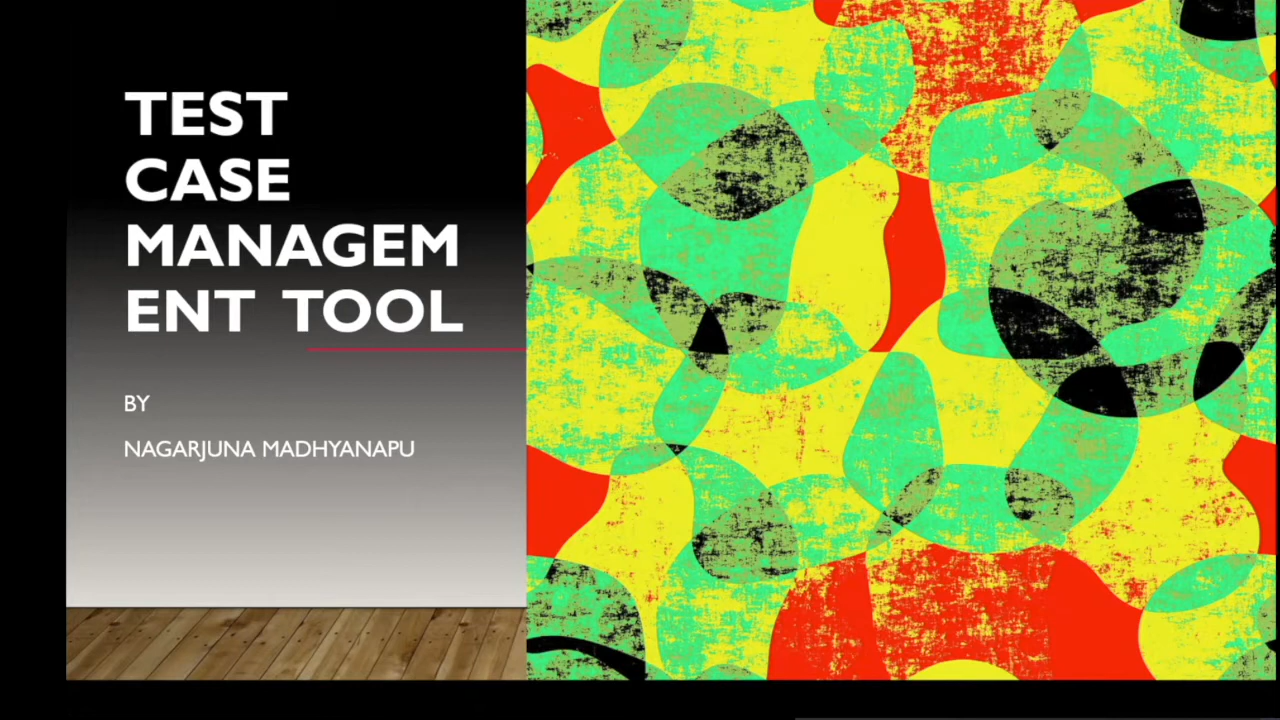 TEST
CASE
MANAGEM
ENT TOOL
BY
NAGARJUNA MADHYANAPU